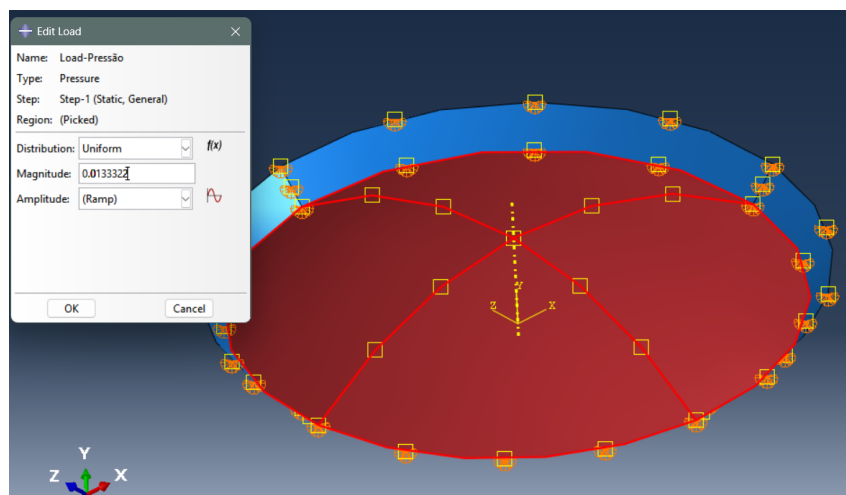 Edit Load
Name: Load-Pressão
Type: Pressure
Step: Step-1 (Static, General)
Region: (Picked)
Distribution: Uniform f(x)
Magnitude: 0.0133322
Amplitude: (Ramp)
OK Cancel
Y
Z X
Y
Z X